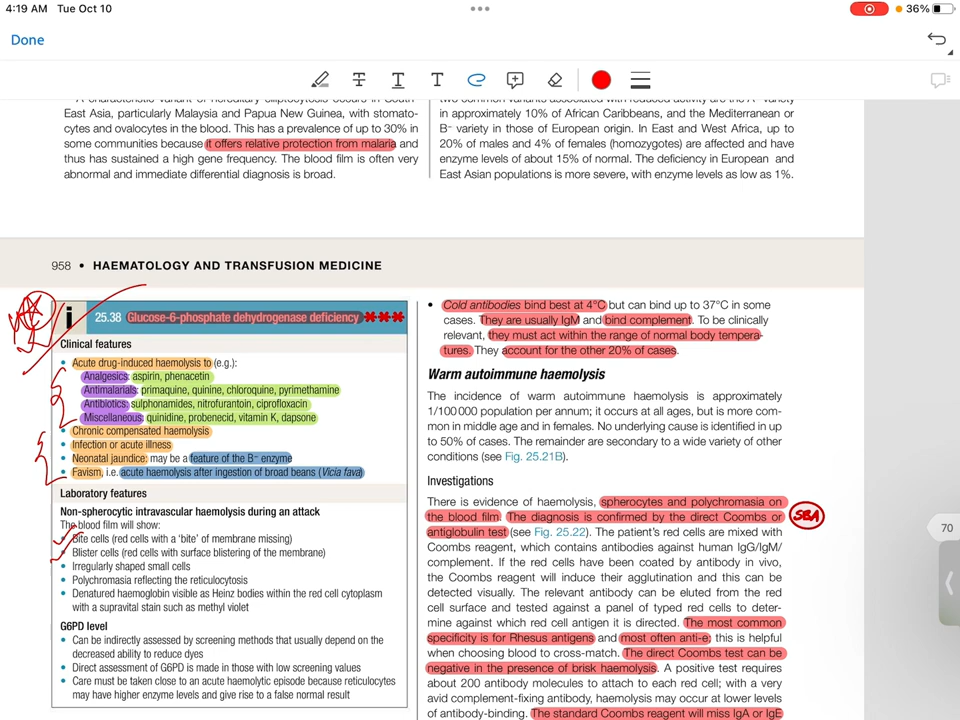 4:19 AM Tue Oct 10
36%
Done
East Asia, particularly Malaysia and Papua New Guinea, with stomato-
cytes and ovalocytes in the blood. This has a prevalence of up to 30% in
some communities because it offers relative protection from malaria and
thus has sustained a high gene frequency. The blood film is often very
abnormal and immediate differential diagnosis is broad.
in approximately 10% of African Caribbeans, and the Mediterranean or
B– variety in those of European origin. In East and West Africa, up to
20% of males and 4% of females (homozygotes) are affected and have
enzyme levels of about 15% of normal. The deficiency in European and
East Asian populations is more severe, with enzyme levels as low as 1%.
958 • HAEMATOLOGY AND TRANSFUSION MEDICINE
i 25.38 Glucose-6-phosphate dehydrogenase deficiency ***
Clinical features
• Acute drug-induced haemolysis to (e.g.):
Analgesics: aspirin, phenacetin
Antimalarials: primaquine, quinine, chloroquine, pyrimethamine
Antibiotics: sulphonamides, nitrofurantoin, ciprofloxacin
Miscellaneous: quinidine, probenecid, vitamin K, dapsone
• Chronic compensated haemolysis
• Infection or acute illness
• Neonatal jaundice: may be a feature of the B– enzyme
• Favism, i.e. acute haemolysis after ingestion of broad beans (Vicia fava)
Laboratory features
Non-spherocytic intravascular haemolysis during an attack
The blood film will show:
• Bite cells (red cells with a ‘bite’ of membrane missing)
• Blister cells (red cells with surface blistering of the membrane)
• Irregularly shaped small cells
• Polychromasia reflecting the reticulocytosis
• Denatured haemoglobin visible as Heinz bodies within the red cell cytoplasm
with a supravital stain such as methyl violet
G6PD level
• Can be indirectly assessed by screening methods that usually depend on the
decreased ability to reduce dyes
• Direct assessment of G6PD is made in those with low screening values
• Care must be taken close to an acute haemolytic episode because reticulocytes
may have higher enzyme levels and give rise to a false normal result
• Cold antibodies bind best at 4°C but can bind up to 37°C in some
cases. They are usually IgM and bind complement. To be clinically
relevant, they must act within the range of normal body tempera-
tures. They account for the other 20% of cases.
Warm autoimmune haemolysis
The incidence of warm autoimmune haemolysis is approximately
1/100 000 population per annum; it occurs at all ages, but is more com-
mon in middle age and in females. No underlying cause is identified in up
to 50% of cases. The remainder are secondary to a wide variety of other
conditions (see Fig. 25.21B).
Investigations
There is evidence of haemolysis, spherocytes and polychromasia on
the blood film. The diagnosis is confirmed by the direct Coombs or
SBA
antiglobulin test (see Fig. 25.22). The patient's red cells are mixed with
Coombs reagent, which contains antibodies against human IgG/IgM/
complement. If the red cells have been coated by antibody in vivo,
the Coombs reagent will induce their agglutination and this can be
detected visually. The relevant antibody can be eluted from the red
cell surface and tested against a panel of typed red cells to deter-
mine against which red cell antigen it is directed. The most common
specificity is for Rhesus antigens and most often anti-e; this is helpful
when choosing blood to cross-match. The direct Coombs test can be
negative in the presence of brisk haemolysis. A positive test requires
about 200 antibody molecules to attach to each red cell; with a very
avid complement-fixing antibody, haemolysis may occur at lower levels
of antibody-binding. The standard Coombs reagent will miss IgA or IgE
70